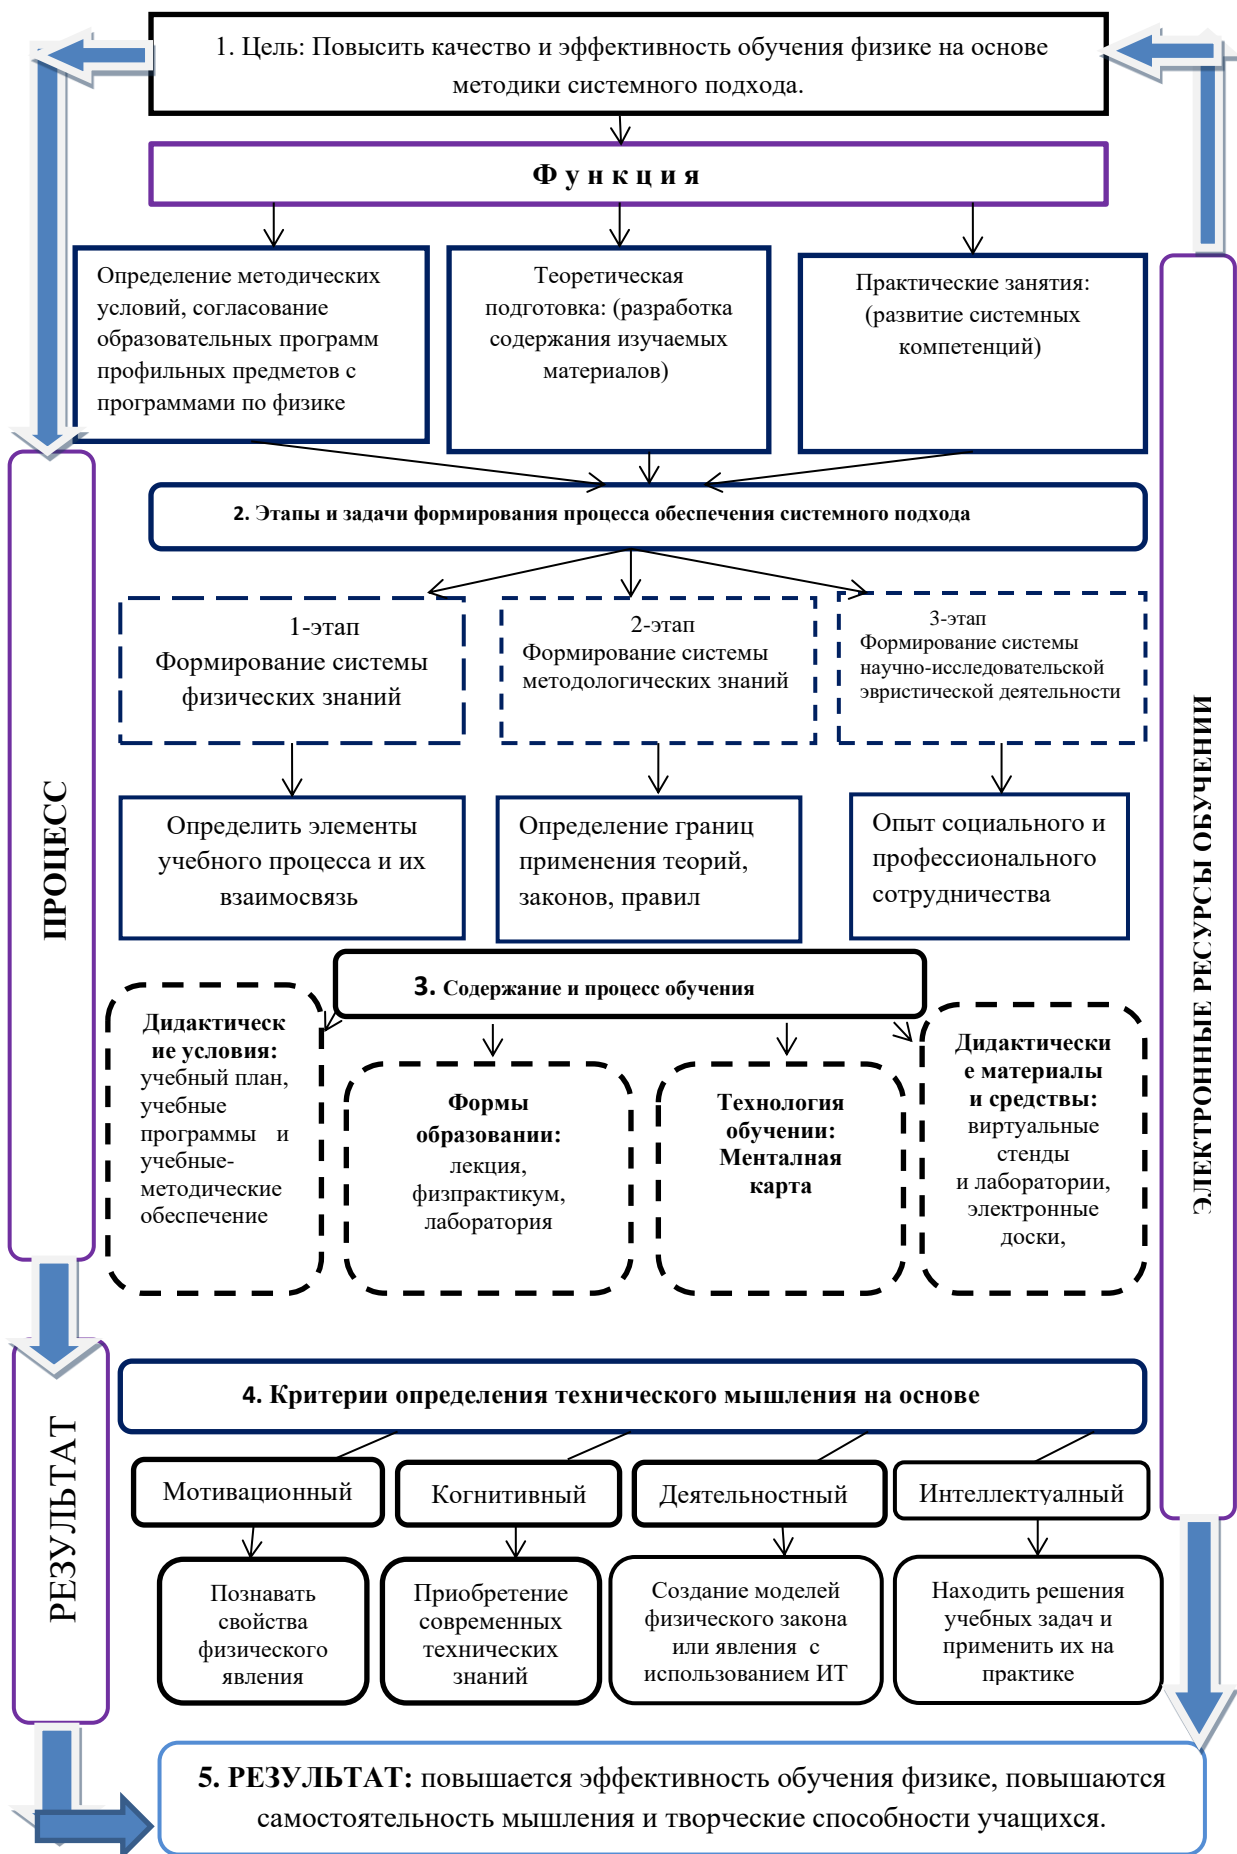 1. Цель: Повысить качество и эффективность обучения физике на основе
методики системного подхода.
Ф у н к ц и я
Определение методических
условий, согласование
образовательных программ
профильных предметов с
программами по физике
Теоретическая
подготовка: (разработка
содержания изучаемых
материалов)
Практические занятия:
(развитие системных
компетенций)
2. Этапы и задачи формирования процесса обеспечения системного подхода
1-этап
Формирование системы
физических знаний
2-этап
Формирование системы
методологических знаний
3-этап
Формирование системы
научно-исследовательской
эвристической деятельности
Определить элементы
учебного процесса и их
взаимосвязь
Определение границ
применения теорий,
законов, правил
Опыт социального и
профессионального
сотрудничества
ПРОЦЕСС
ЭЛЕКТРОННЫЕ РЕСУРСЫ ОБУЧЕНИИ
3. Содержание и процесс обучения
Дидактическ
ие условия:
учебный план,
учебные
программы и
учебные-
методические
обеспечение
Формы
образовании:
лекция,
физпрактикум,
лаборатория
Технология
обучении:
Менталная
карта
Дидактически
е материалы
и средствы:
виртуальные
стенды
и лаборатории,
электронные
доски,
РЕЗУЛЬТАТ
4. Критерии определения технического мышления на основе
Мотивационный
Когнитивный
Деятельностный
Интеллектуалный
Познавать
свойства
физического
явления
Приобретение
современных
технических
знаний
Создание моделей
физического закона
или явления с
использованием ИТ
Находить решения
учебных задач и
применить их на
практике
5. РЕЗУЛЬТАТ: повышается эффективность обучения физике, повышаются
самостоятельность мышления и творческие способности учащихся.